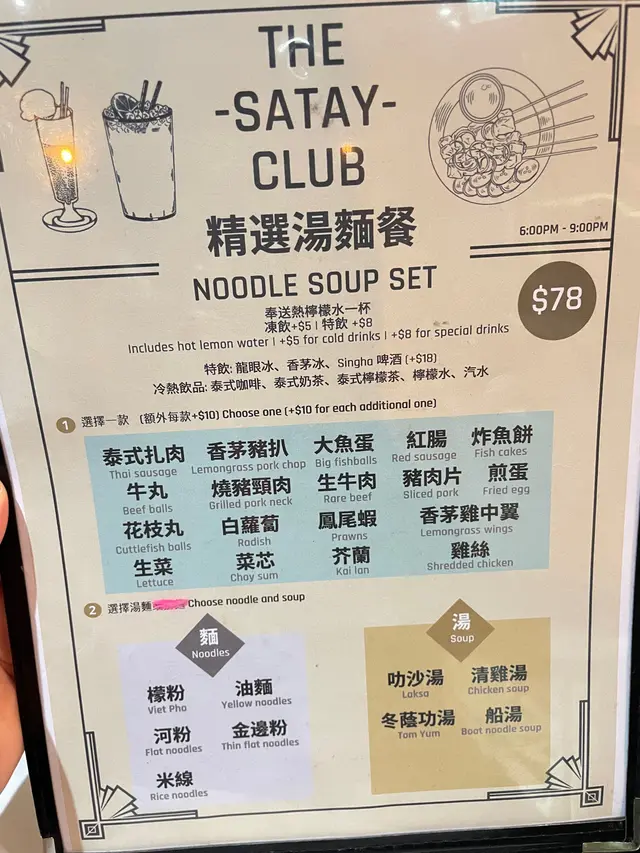 THE
-SATAY-
CLUB
精選湯麵餐
6:00PM - 9:00PM
NOODLE SOUP SET
$78
奉送熱檸檬水一杯
凍飲+$5 | 特飲 +$8
Includes hot lemon water | +$5 for cold drinks | +$8 for special drinks
特飲: 龍眼冰、香茅冰、Singha 啤酒 (+$18)
冷熱飲品: 泰式咖啡、泰式奶茶、泰式檸檬茶、檸檬水、汽水
1 選擇一款 (額外每款+$10) Choose one (+$10 for each additional one)
泰式扎肉 香茅豬扒 大魚蛋 紅腸 炸魚餅
Thai sausage Lemongrass pork chop Big fishballs Red sausage Fish cakes
牛丸 燒豬頸肉 生牛肉 豬肉片 煎蛋
Beef balls Grilled pork neck Rare beef Sliced pork Fried egg
花枝丸 白蘿蔔 鳳尾蝦 香茅雞中翼
Cuttlefish balls Radish Prawns Lemongrass wings
生菜 菜芯 芥蘭 雞絲
Lettuce Choy sum Kai lan Shredded chicken
2 選擇湯麵 Choose noodle and soup
麵
Noodles
檬粉 油麵
Viet Pho Yellow noodles
河粉 金邊粉
Flat noodles Thin flat noodles
米線
Rice noodles
湯
Soup
叻沙湯 清雞湯
Laksa Chicken soup
冬蔭功湯 船湯
Tom Yum Boat noodle soup